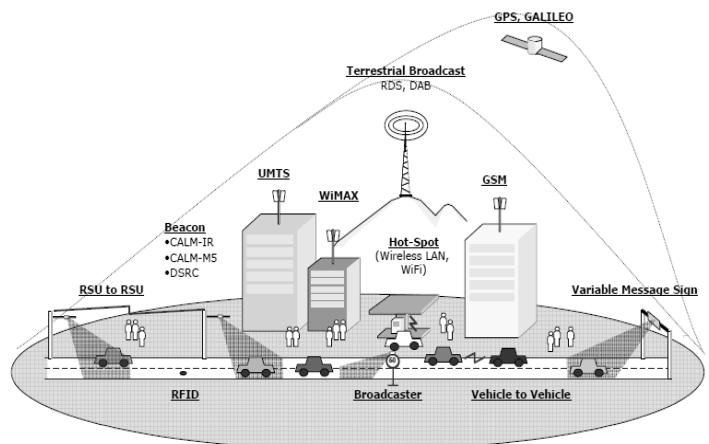 GPS, GALILEO
Terrestrial Broadcast
RDS, DAB
UMTS
WiMAX
GSM
Beacon
•CALM-IR
•CALM-M5
•DSRC
Hot-Spot
(Wireless LAN,
WiFi)
RSU to RSU
Variable Message Sign
RFID
Broadcaster
Vehicle to Vehicle